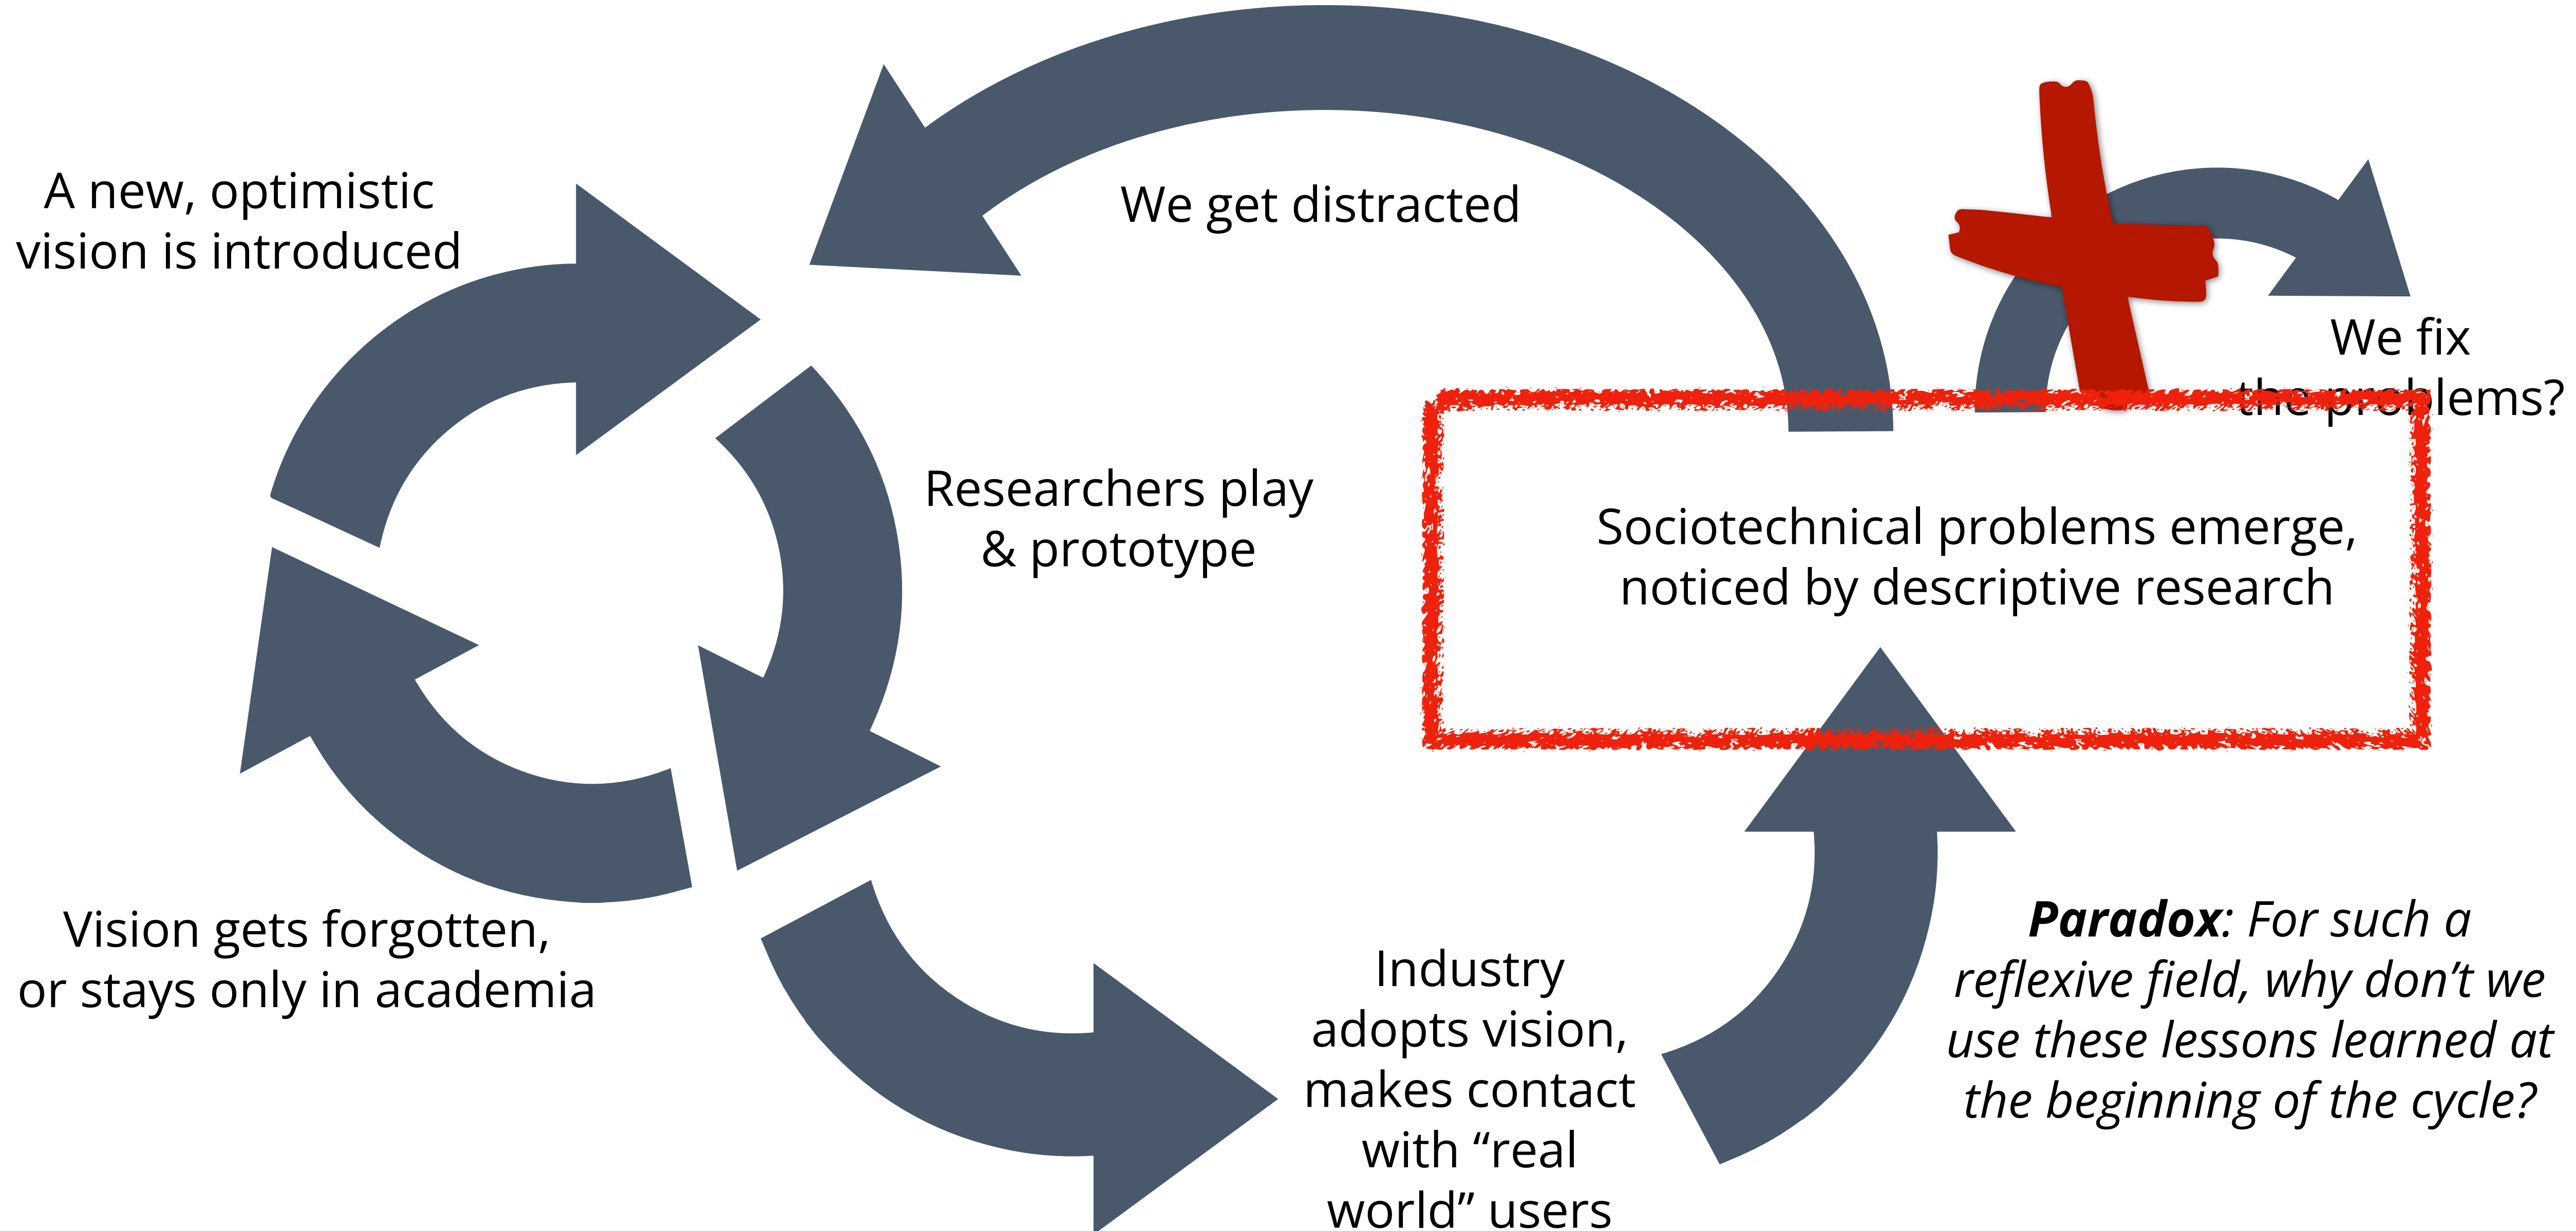 A new, optimistic
vision is introduced
We get distracted
We fix
the problems?
Researchers play
& prototype
Sociotechnical problems emerge,
noticed by descriptive research
Vision gets forgotten,
or stays only in academia
Industry
adopts vision,
makes contact
with “real
world” users
Paradox: For such a
reflexive field, why don’t we
use these lessons learned at
the beginning of the cycle?